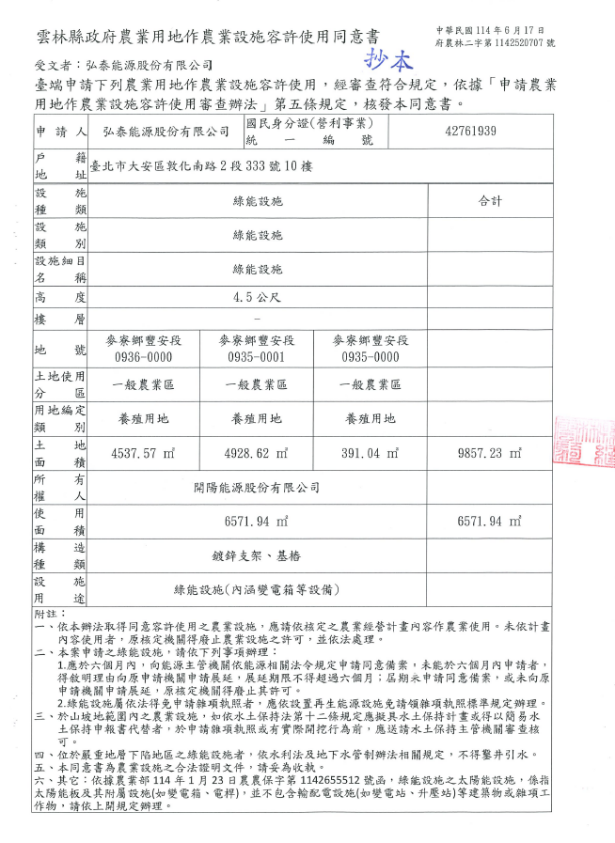 雲林縣政府農業用地作農業設施容許使用同意書
中華民國 114 年 6 月 17 日
府農林二字第 1142520707 號
抄本
受文者：弘泰能源股份有限公司
臺端申請下列農業用地作農業設施容許使用，經審查符合規定，依據「申請農業
用地作農業設施容許使用審查辦法」第五條規定，核發本同意書。
申請人 弘泰能源股份有限公司 國民身分證(營利事業)統一編號 42761939
戶籍地址 臺北市大安區敦化南路 2 段 333 號 10 樓
設施種類 綠能設施 合計
設施類別 綠能設施
設施細目名稱 綠能設施
高度 4.5 公尺
樓層 –
地號 麥寮鄉豐安段 0936-0000 麥寮鄉豐安段 0935-0001 麥寮鄉豐安段 0935-0000
土地使用分區 一般農業區 一般農業區 一般農業區
用地編定類別 養殖用地 養殖用地 養殖用地
土地面積 4537.57 ㎡ 4928.62 ㎡ 391.04 ㎡ 9857.23 ㎡
所有權人 開陽能源股份有限公司
使用面積 6571.94 ㎡ 6571.94 ㎡
構造種類 鍍鋅支架、基樁
設施用途 綠能設施(內涵變電箱等設備)
附註：
一、依本辦法取得同意容許使用之農業設施，應請依核定之農業經營計畫內容作農業使用。未依計畫
內容使用者，原核定機關得廢止農業設施之許可，並依法處理。
二、本案申請之綠能設施，請依下列事項辦理：
1.應於六個月內，向能源主管機關依能源相關法令規定申請同意備案，未能於六個月內申請者，
得敘明理由向原申請機關申請展延，展延期限不得超過六個月；屆期未申請同意備案，或未向原
申請機關申請展延，原核定機關得廢止其許可。
2.綠能設施屬依法得免申請雜項執照者，應依設置再生能源設施免請領雜項執照標準規定辦理。
三、於山坡地範圍內之農業設施，如依水土保持法第十二條規定應擬具水土保持計畫或得以簡易水
土保持申報書代替者，於申請雜項執照或有實際開挖行為前，應送請水土保持主管機關審查核
可。
四、位於嚴重地層下陷地區之綠能設施者，依水利法及地下水管制辦法相關規定，不得鑿井引水。
五、本同意書為農業設施之合法證明文件，請妥為收執。
六、其它：依據農業部 114 年 1 月 23 日農農保字第 1142655512 號函，綠能設施之太陽能設施，係指
太陽能板及其附屬設施(如變電箱、電桿)，並不包含輸配電設施(如變電站、升壓站)等建築物或雜項工
作物，請依上開規定辦理。